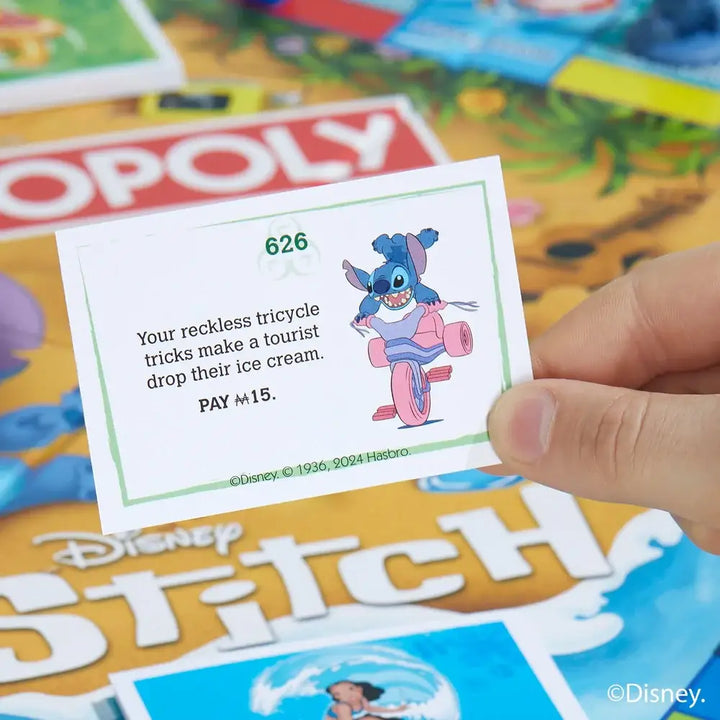 OPOLY
626
Your reckless tricycle
tricks make a tourist
drop their ice cream.
PAY ₩15.
©Disney. © 1936, 2024 Hasbro.
Disney
Stitch
©Disney.